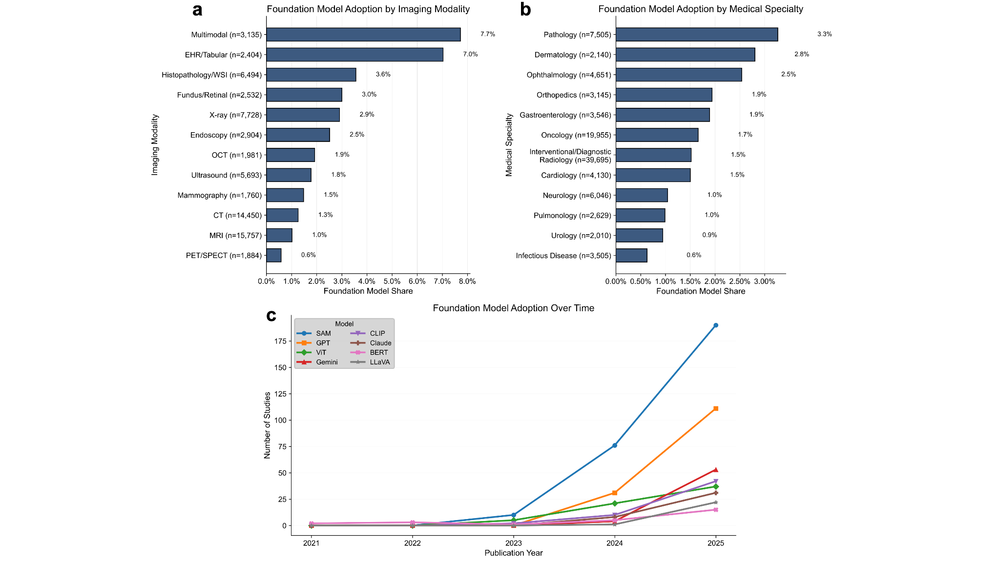 a
Foundation Model Adoption by Imaging Modality
Imaging Modality
Multimodal (n=3,135) 7.7%
EHR/Tabular (n=2,404) 7.0%
Histopathology/WSI (n=6,494) 3.6%
Fundus/Retinal (n=2,532) 3.0%
X-ray (n=7,728) 2.9%
Endoscopy (n=2,904) 2.5%
OCT (n=1,981) 1.9%
Ultrasound (n=5,693) 1.8%
Mammography (n=1,760) 1.5%
CT (n=14,450) 1.3%
MRI (n=15,757) 1.0%
PET/SPECT (n=1,884) 0.6%
0.0% 1.0% 2.0% 3.0% 4.0% 5.0% 6.0% 7.0% 8.0%
Foundation Model Share
b
Foundation Model Adoption by Medical Specialty
Medical Specialty
Pathology (n=7,505) 3.3%
Dermatology (n=2,140) 2.8%
Ophthalmology (n=4,651) 2.5%
Orthopedics (n=3,145) 1.9%
Gastroenterology (n=3,546) 1.9%
Oncology (n=19,955) 1.7%
Interventional/Diagnostic
Radiology (n=39,695) 1.5%
Cardiology (n=4,130) 1.5%
Neurology (n=6,046) 1.0%
Pulmonology (n=2,629) 1.0%
Urology (n=2,010) 0.9%
Infectious Disease (n=3,505) 0.6%
0.00% 0.50% 1.00% 1.50% 2.00% 2.50% 3.00%
Foundation Model Share
c
Foundation Model Adoption Over Time
Model
SAM CLIP
GPT Claude
ViT BERT
Gemini LLaVA
Number of Studies
175
150
125
100
75
50
25
0
2021 2022 2023 2024 2025
Publication Year